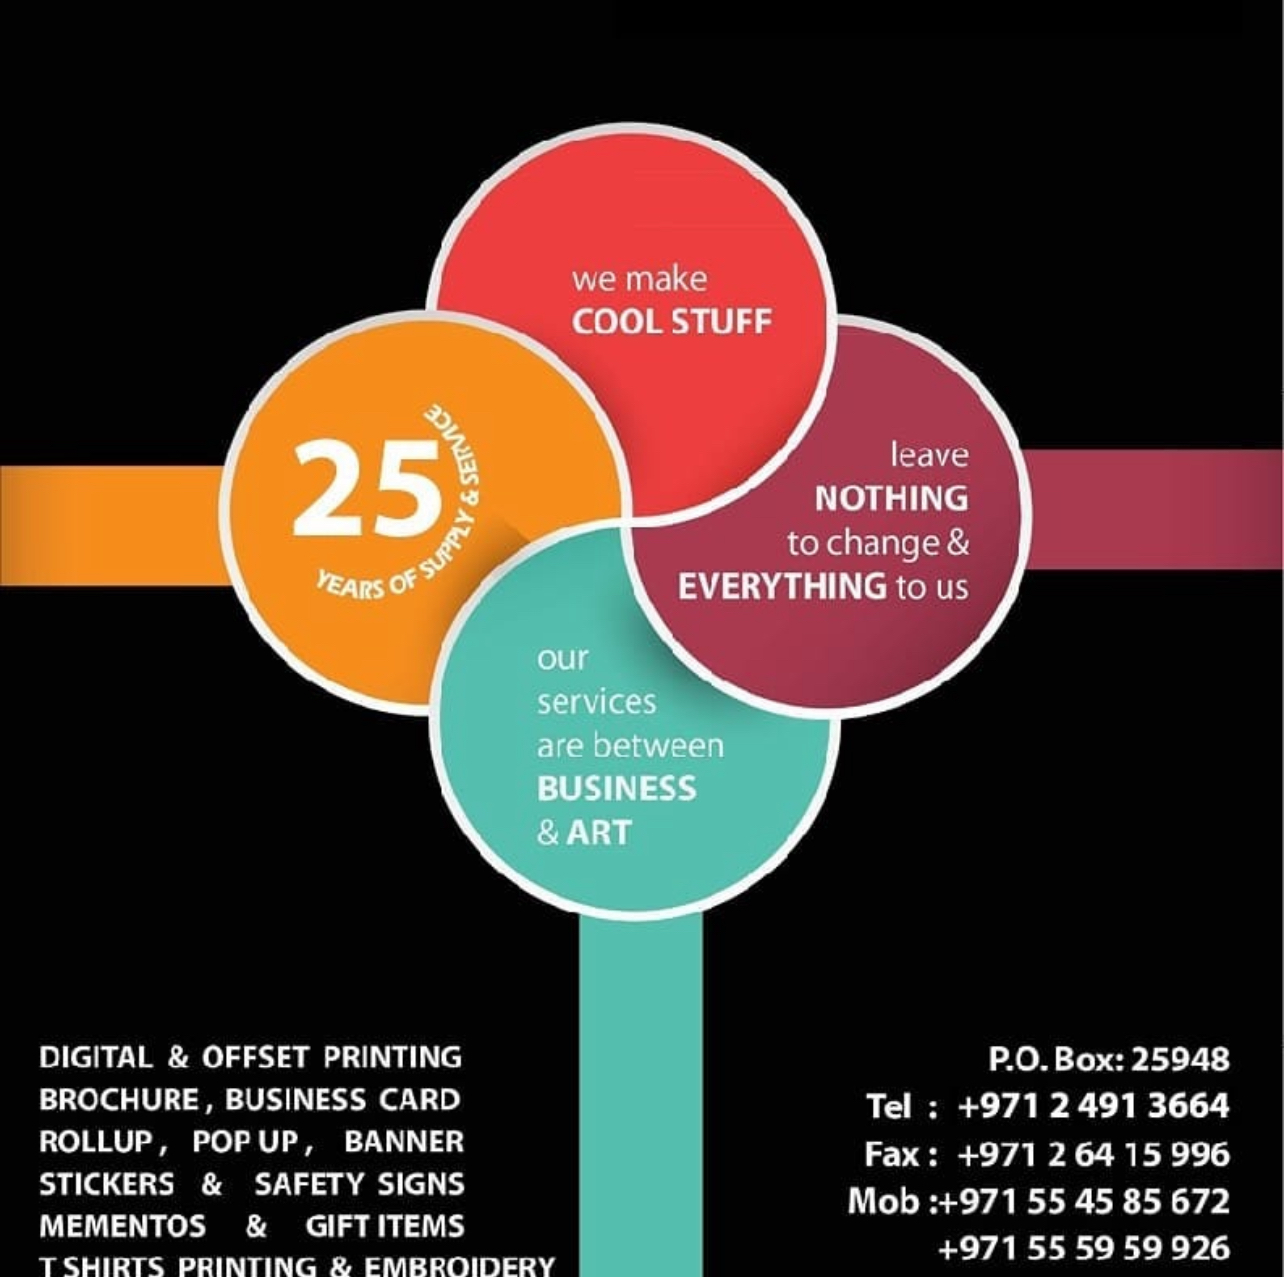 we make
COOL STUFF
25
YEARS OF SUPPLY & SERVICE
leave
NOTHING
to change &
EVERYTHING to us
our
services
are between
BUSINESS
& ART
DIGITAL & OFFSET PRINTING
BROCHURE, BUSINESS CARD
ROLLUP, POP UP, BANNER
STICKERS & SAFETY SIGNS
MEMENTOS & GIFT ITEMS
T SHIRTS PRINTING & EMBROIDERY
P.O. Box: 25948
Tel : +971 2 491 3664
Fax : +971 2 64 15 996
Mob :+971 55 45 85 672
+971 55 59 59 926